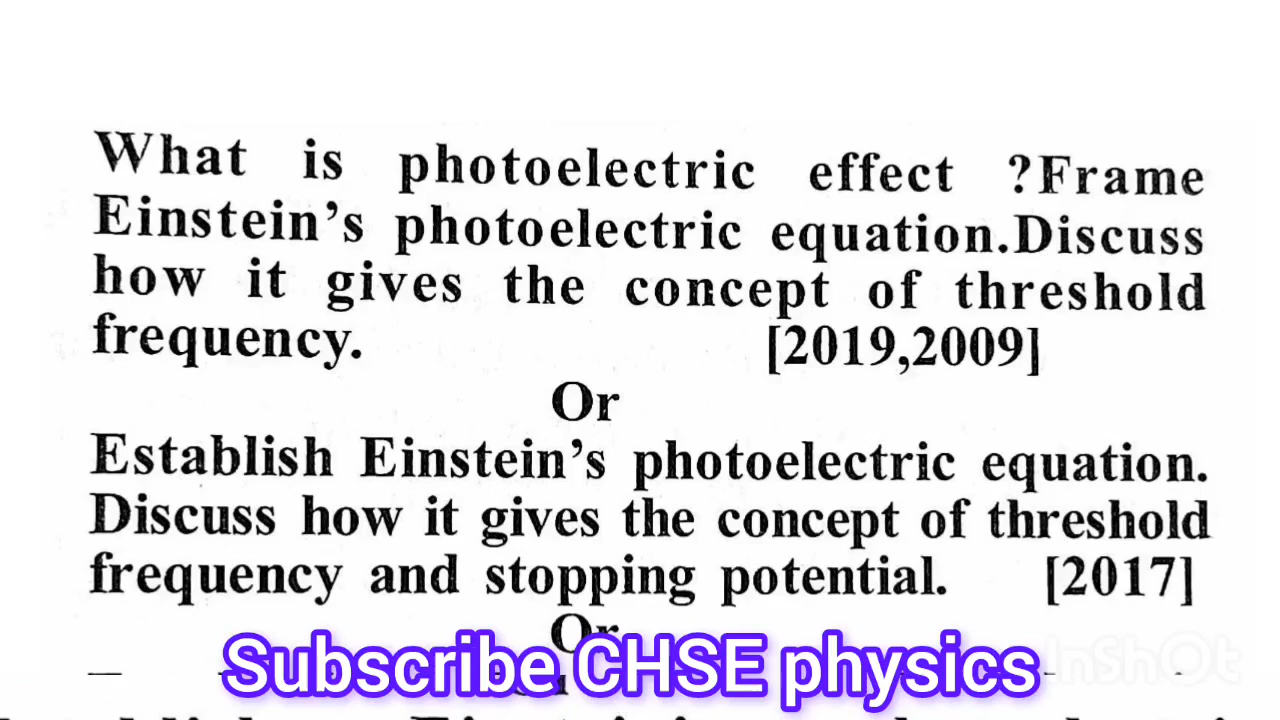 What is photoelectric effect ?Frame
Einstein's photoelectric equation.Discuss
how it gives the concept of threshold
frequency. [2019,2009]
Or
Establish Einstein's photoelectric equation.
Discuss how it gives the concept of threshold
frequency and stopping potential. [2017]
Or
Subscribe CHSE physics
InShOt